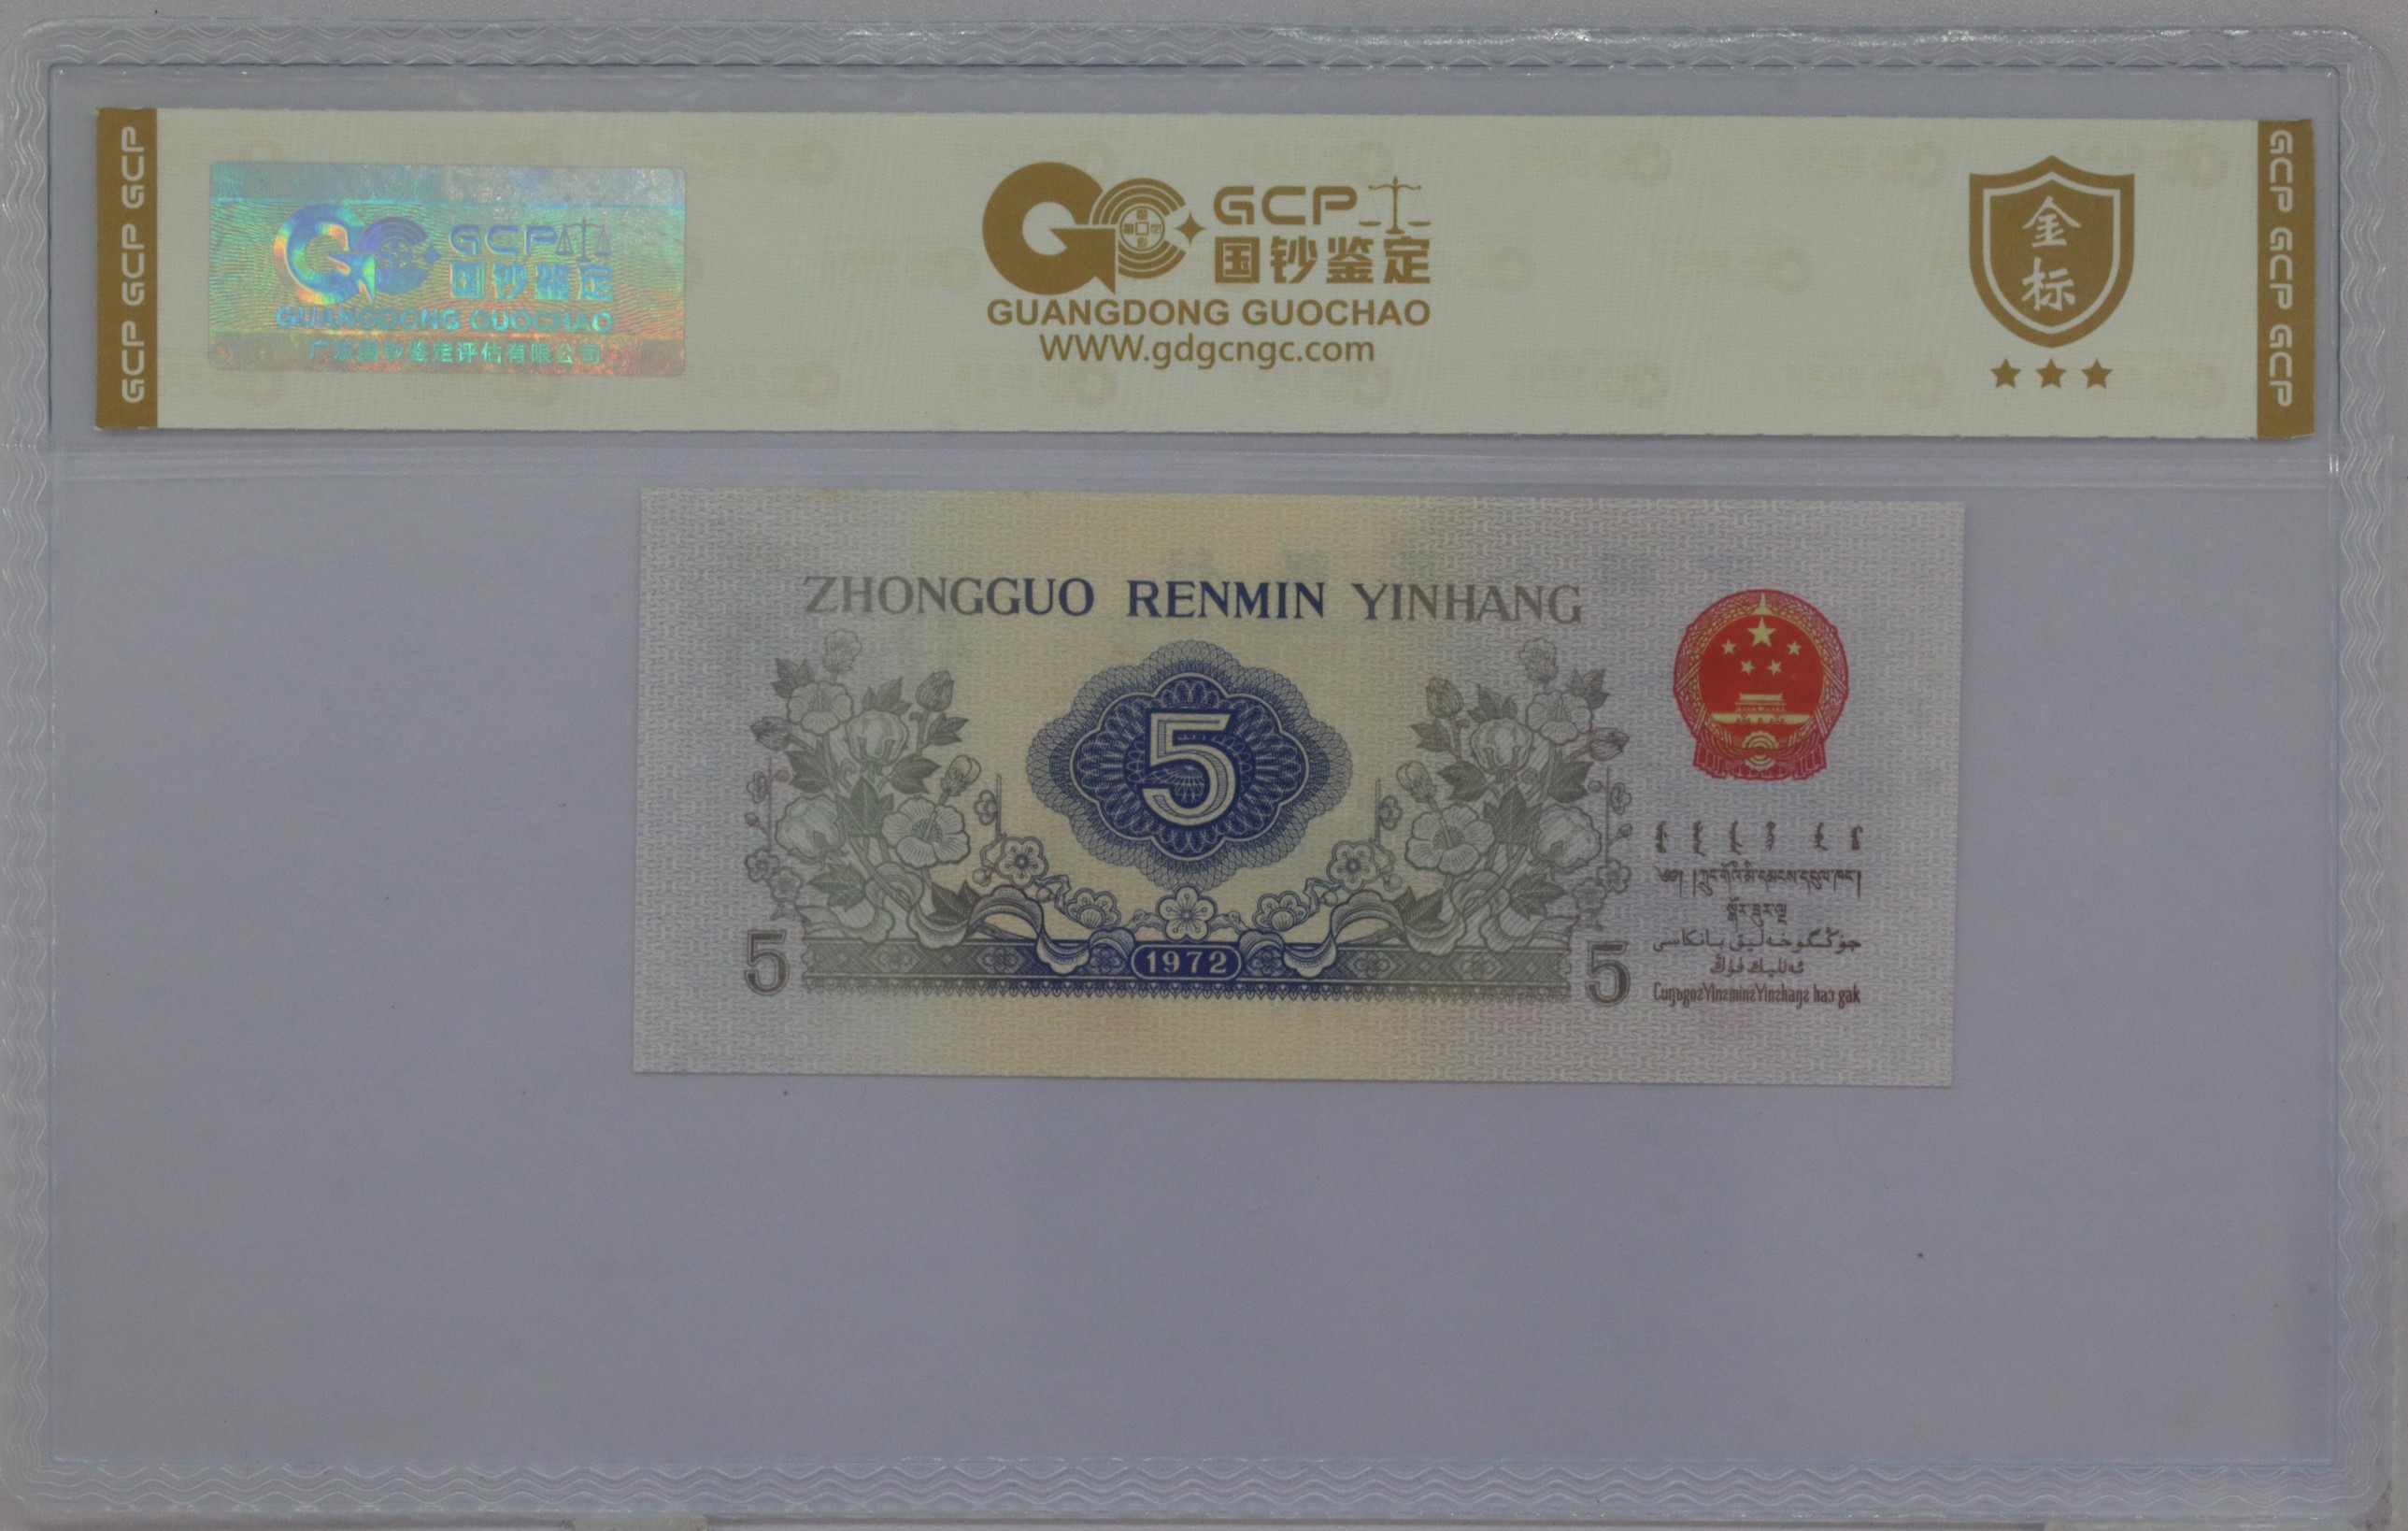 GCP GCP GCP
GCP
国钞鉴定
GUANGDONG GUOCHAO
广东国钞鉴定评估有限公司
GCP
国钞鉴定
GUANGDONG GUOCHAO
www.gdgcngc.com
金
标
GCP GCP GCP
ZHONGGUO RENMIN YINHANG
5
1972
5
5